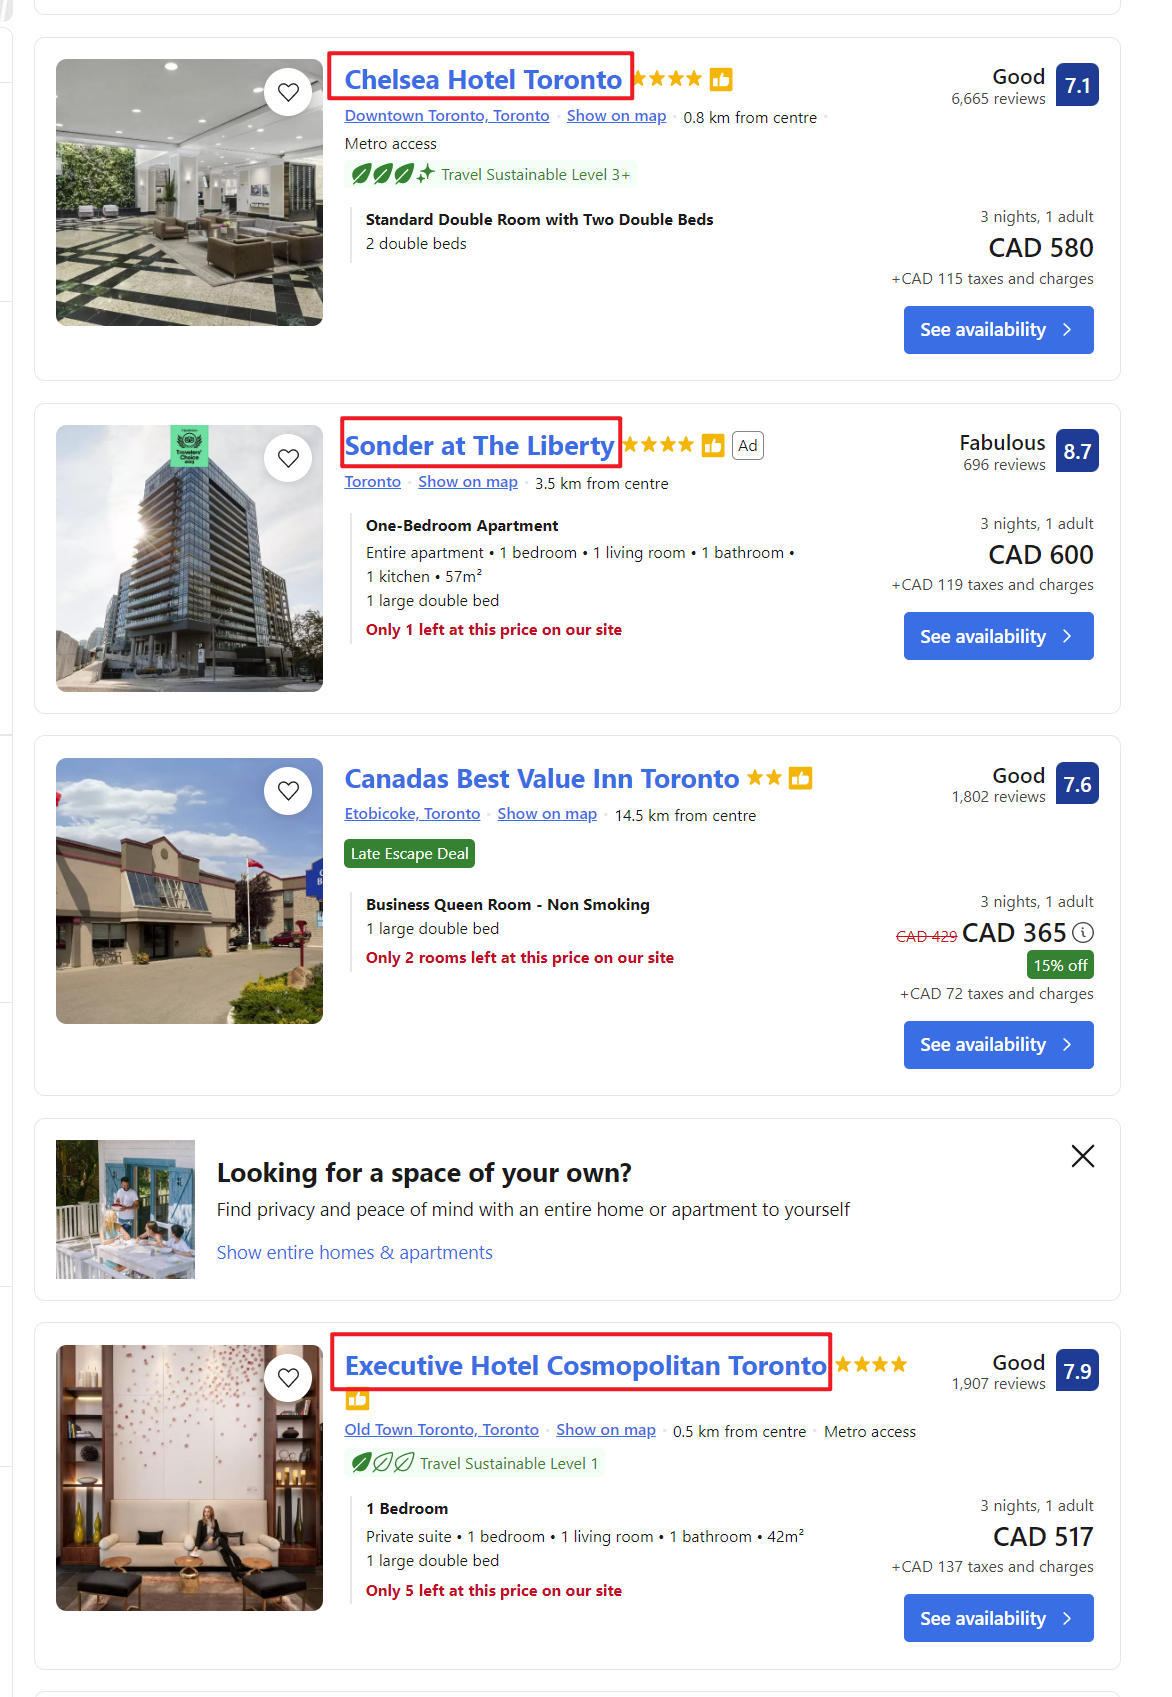 Chelsea Hotel Toronto
Good
7.1
6,665 reviews
Downtown Toronto, Toronto · Show on map · 0.8 km from centre ·
Metro access
Travel Sustainable Level 3+
Standard Double Room with Two Double Beds
2 double beds
3 nights, 1 adult
CAD 580
+CAD 115 taxes and charges
See availability
Travelers'
Choice
Sonder at The Liberty
Ad
Fabulous
8.7
696 reviews
Toronto · Show on map · 3.5 km from centre
One-Bedroom Apartment
Entire apartment • 1 bedroom • 1 living room • 1 bathroom •
1 kitchen • 57m²
1 large double bed
Only 1 left at this price on our site
3 nights, 1 adult
CAD 600
+CAD 119 taxes and charges
See availability
Canadas Best Value Inn Toronto
Good
7.6
1,802 reviews
Etobicoke, Toronto · Show on map · 14.5 km from centre
Late Escape Deal
Business Queen Room - Non Smoking
1 large double bed
Only 2 rooms left at this price on our site
3 nights, 1 adult
CAD 429 CAD 365
15% off
+CAD 72 taxes and charges
See availability
Looking for a space of your own?
Find privacy and peace of mind with an entire home or apartment to yourself
Show entire homes & apartments
Executive Hotel Cosmopolitan Toronto
Good
7.9
1,907 reviews
Old Town Toronto, Toronto · Show on map · 0.5 km from centre · Metro access
Travel Sustainable Level 1
1 Bedroom
Private suite • 1 bedroom • 1 living room • 1 bathroom • 42m²
1 large double bed
Only 5 left at this price on our site
3 nights, 1 adult
CAD 517
+CAD 137 taxes and charges
See availability